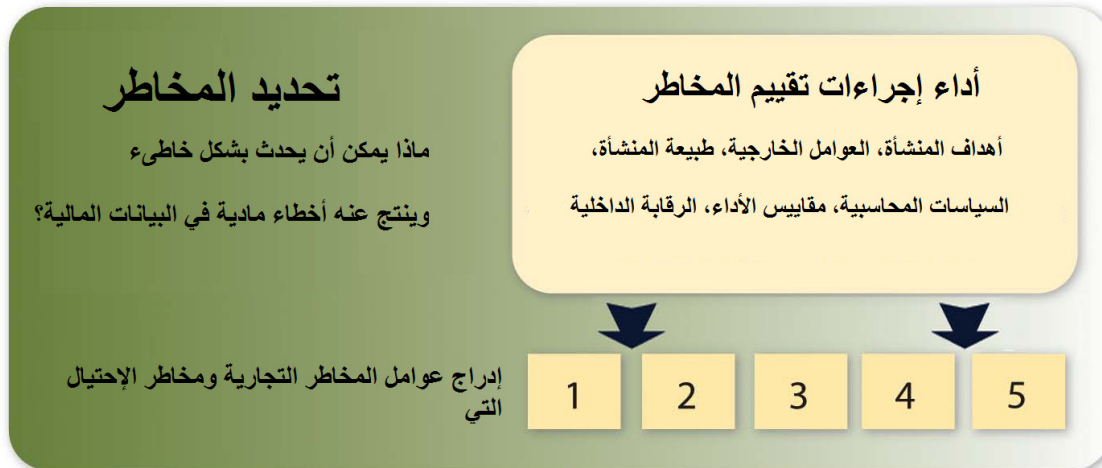 أداء إجراءات تقييم المخاطر
أهداف المنشأة، العوامل الخارجية، طبيعة المنشأة،
السياسات المحاسبية، مقاييس الأداء، الرقابة الداخلية
تحديد المخاطر
ماذا يمكن أن يحدث بشكل خاطىء
وينتج عنه أخطاء مادية في البيانات المالية؟
إدراج عوامل المخاطر التجارية ومخاطر الإحتيال
التي
1 2 3 4 5